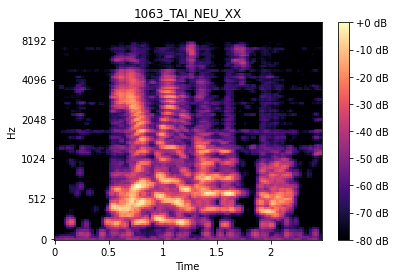 1063_TAI_NEU_XX
Hz
8192
4096
2048
1024
512
0
0
0.5
1
1.5
2
Time
+0 dB
-10 dB
-20 dB
-30 dB
-40 dB
-50 dB
-60 dB
-70 dB
-80 dB